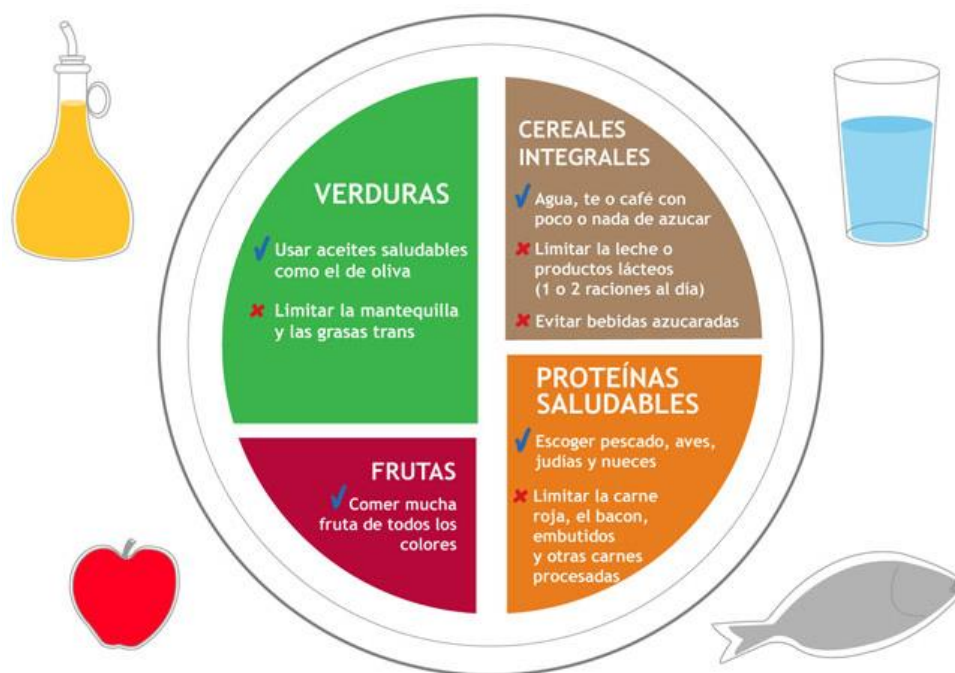 VERDURAS
✔ Usar aceites saludables
como el de oliva
✘ Limitar la mantequilla
y las grasas trans
CEREALES
INTEGRALES
✔ Agua, te o café con
poco o nada de azucar
✘ Limitar la leche o
productos lácteos
(1 o 2 raciones al día)
✘ Evitar bebidas azucaradas
FRUTAS
✔ Comer mucha
fruta de todos los
colores
PROTEÍNAS
SALUDABLES
✔ Escoger pescado, aves,
judías y nueces
✘ Limitar la carne
roja, el bacon,
embutidos
y otras carnes
procesadas